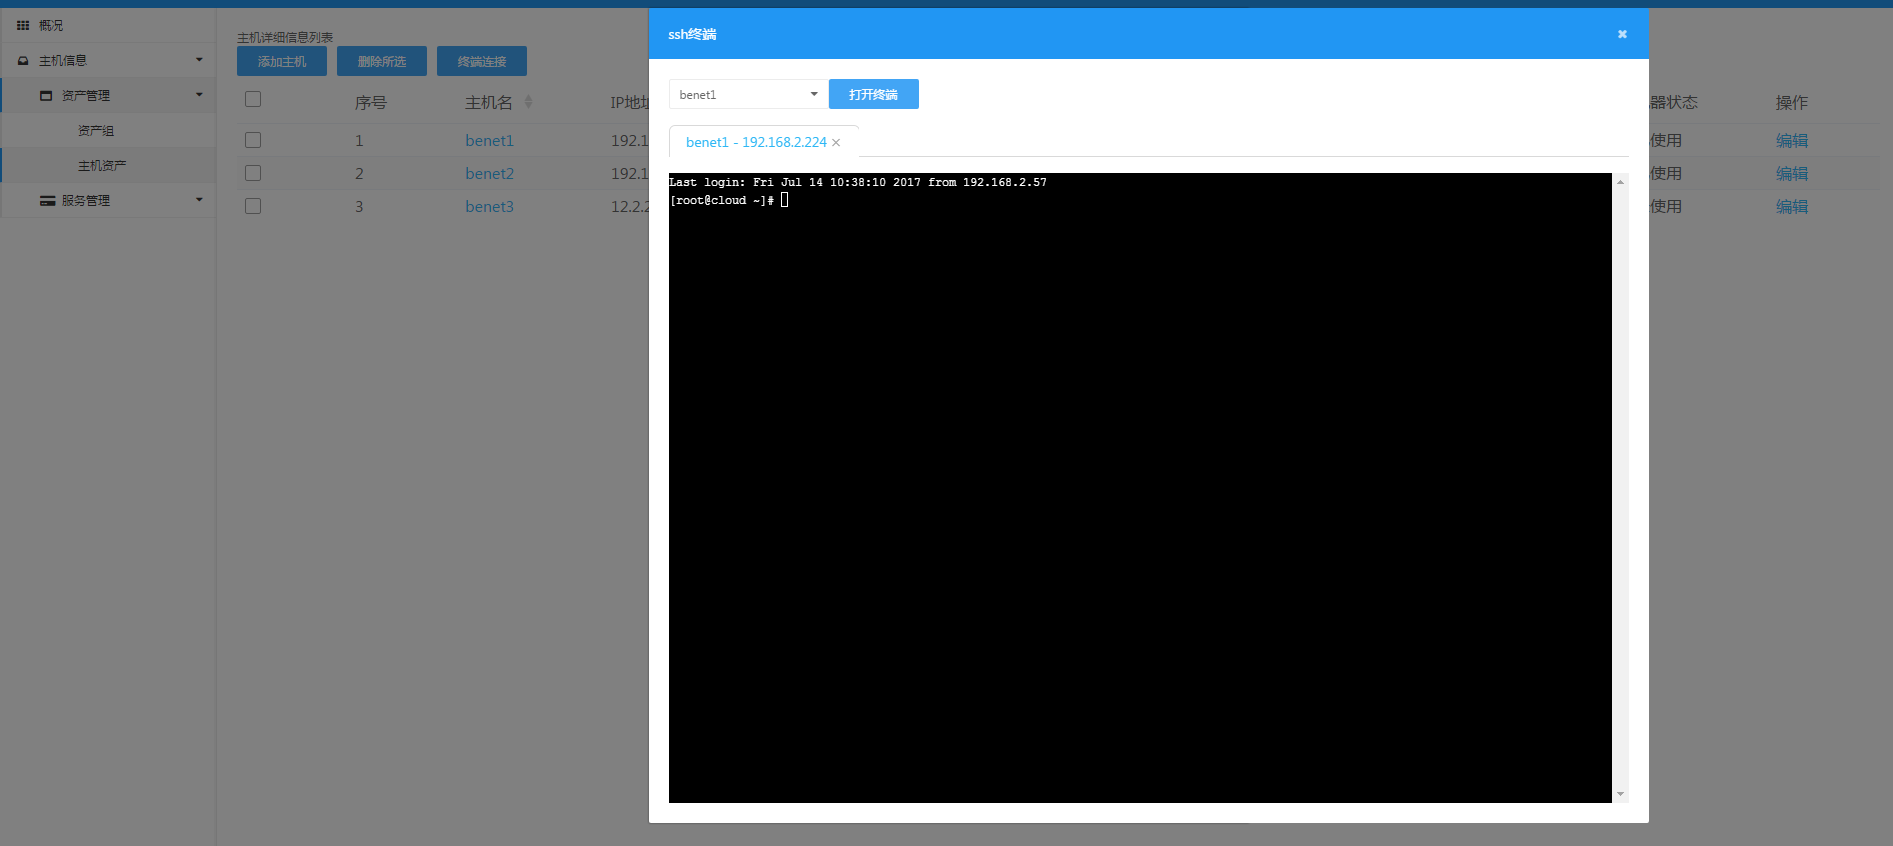 概况
主机信息
资产管理
资产组
主机资产
服务管理
主机详细信息列表
添加主机 删除所选 终端连接
序号 主机名 IP地 器状态 操作
1 benet1 192.1 使用 编辑
2 benet2 192.1 使用 编辑
3 benet3 12.2.2 使用 编辑
ssh终端
benet1 打开终端
benet1 - 192.168.2.224
Last login: Fri Jul 14 10:38:10 2017 from 192.168.2.57
[root@cloud ~]#